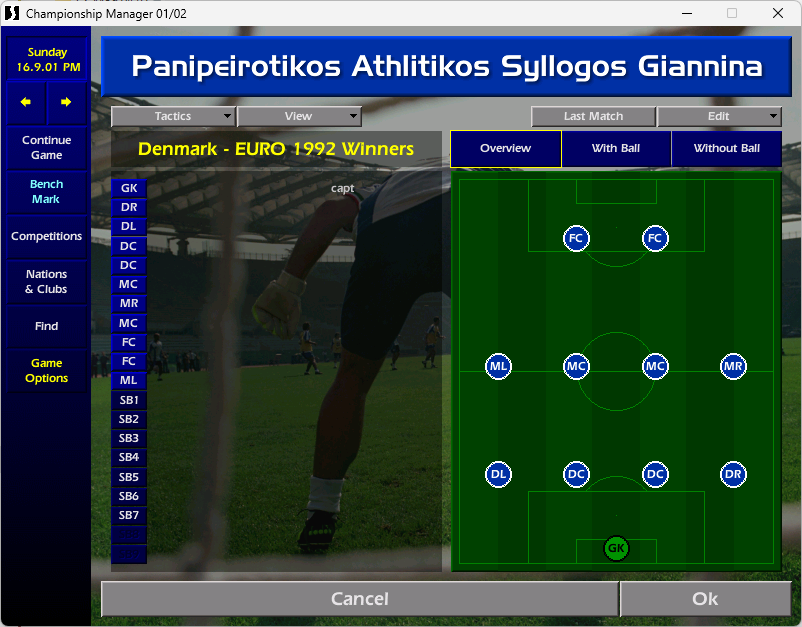 Championship Manager 01/02
Sunday
16.9.01 PM
Continue
Game
Bench
Mark
Competitions
Nations
& Clubs
Find
Game
Options
Panipeirotikos Athlitikos Syllogos Giannina
Tactics
View
Last Match
Edit
Denmark - EURO 1992 Winners
Overview
With Ball
Without Ball
GK capt
DR
DL
DC
DC
MC
MR
MC
FC
FC
ML
SB1
SB2
SB3
SB4
SB5
SB6
SB7
FC FC
ML MC MC MR
DL DC DC DR
GK
Cancel
Ok